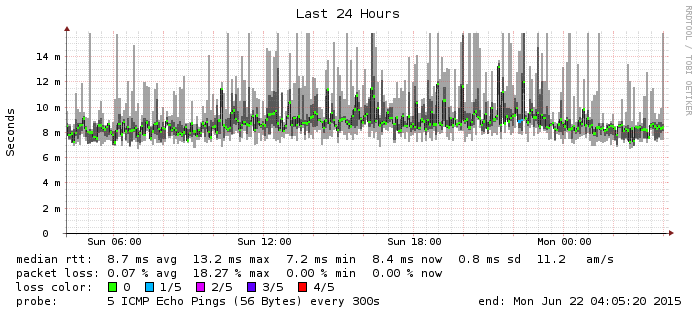 Last 24 Hours
RRDTOOL / TOBI OETIKER
Seconds
14 m
12 m
10 m
8 m
6 m
4 m
2 m
0
Sun 06:00 Sun 12:00 Sun 18:00 Mon 00:00
median rtt: 8.7 ms avg 13.2 ms max 7.2 ms min 8.4 ms now 0.8 ms sd 11.2 am/s
packet loss: 0.07 % avg 18.27 % max 0.00 % min 0.00 % now
loss color: 0 1/5 2/5 3/5 4/5
probe: 5 ICMP Echo Pings (56 Bytes) every 300s end: Mon Jun 22 04:05:20 2015